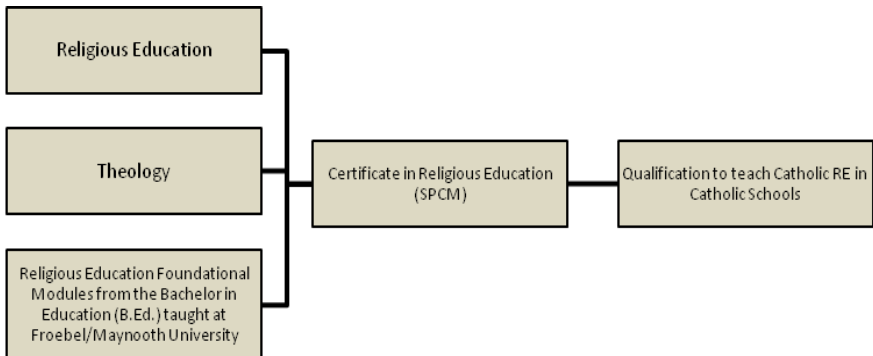 Religious Education
Theology
Religious Education Foundational
Modules from the Bachelor in
Education (B.Ed.) taught at
Froebel/Maynooth University
Certificate in Religious Education
(SPCM)
Qualification to teach Catholic RE in
Catholic Schools